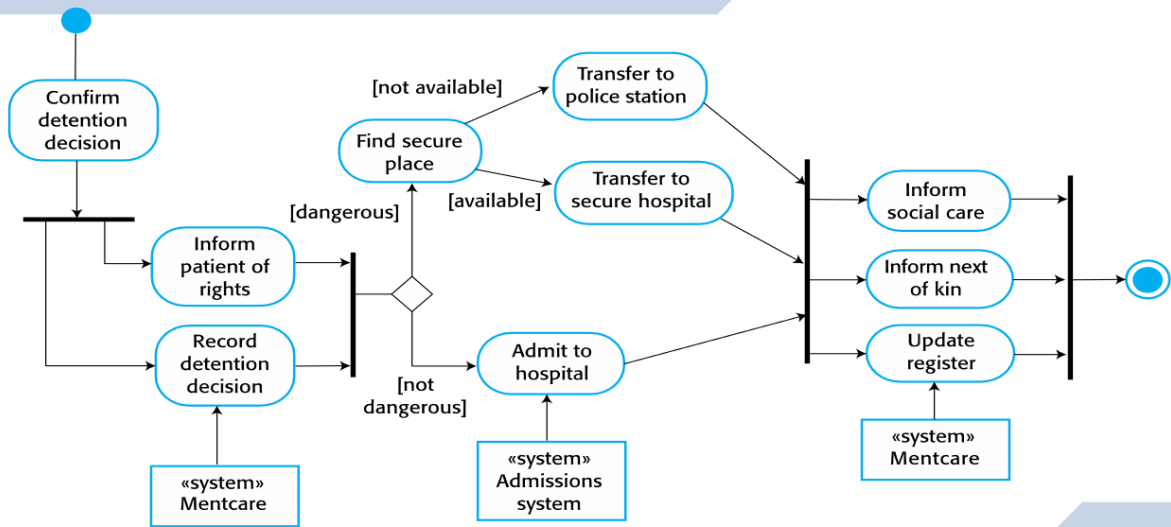 Confirm
detention
decision
Inform
patient of
rights
Record
detention
decision
«system»
Mentcare
[dangerous]
[not
dangerous]
Find secure
place
[not available]
[available]
Transfer to
police station
Transfer to
secure hospital
Admit to
hospital
«system»
Admissions
system
Inform
social care
Inform next
of kin
Update
register
«system»
Mentcare